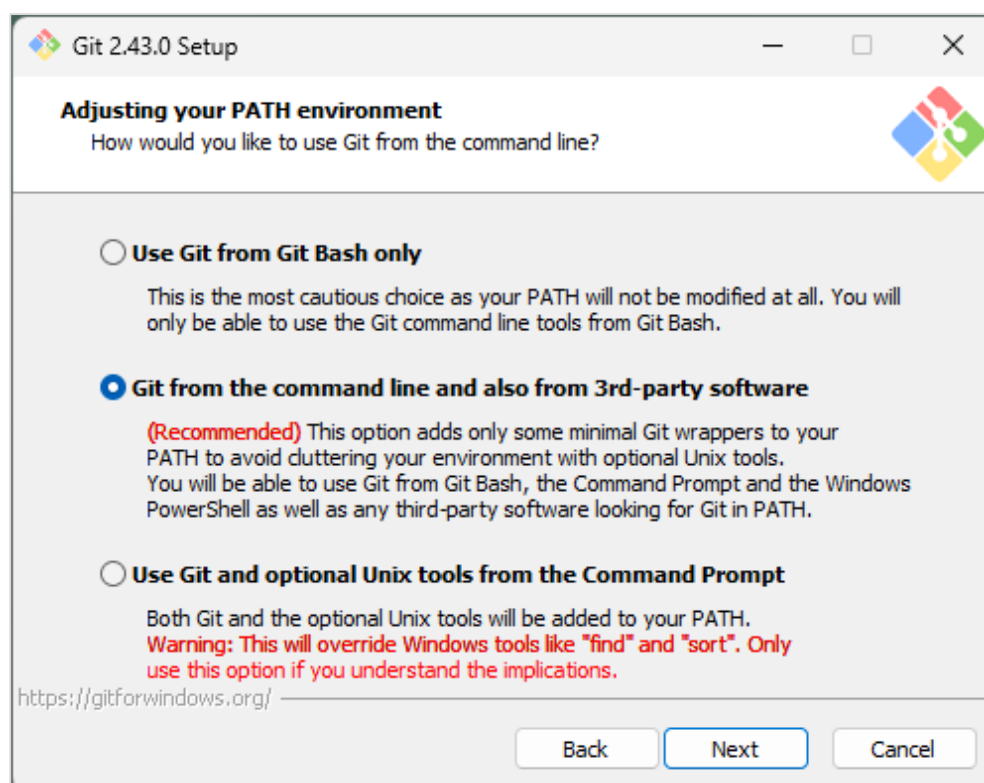 Git 2.43.0 Setup
Adjusting your PATH environment
How would you like to use Git from the command line?
Use Git from Git Bash only
This is the most cautious choice as your PATH will not be modified at all. You will
only be able to use the Git command line tools from Git Bash.
Git from the command line and also from 3rd-party software
(Recommended) This option adds only some minimal Git wrappers to your
PATH to avoid cluttering your environment with optional Unix tools.
You will be able to use Git from Git Bash, the Command Prompt and the Windows
PowerShell as well as any third-party software looking for Git in PATH.
Use Git and optional Unix tools from the Command Prompt
Both Git and the optional Unix tools will be added to your PATH.
Warning: This will override Windows tools like "find" and "sort". Only
use this option if you understand the implications.
https://gitforwindows.org/
Back Next Cancel